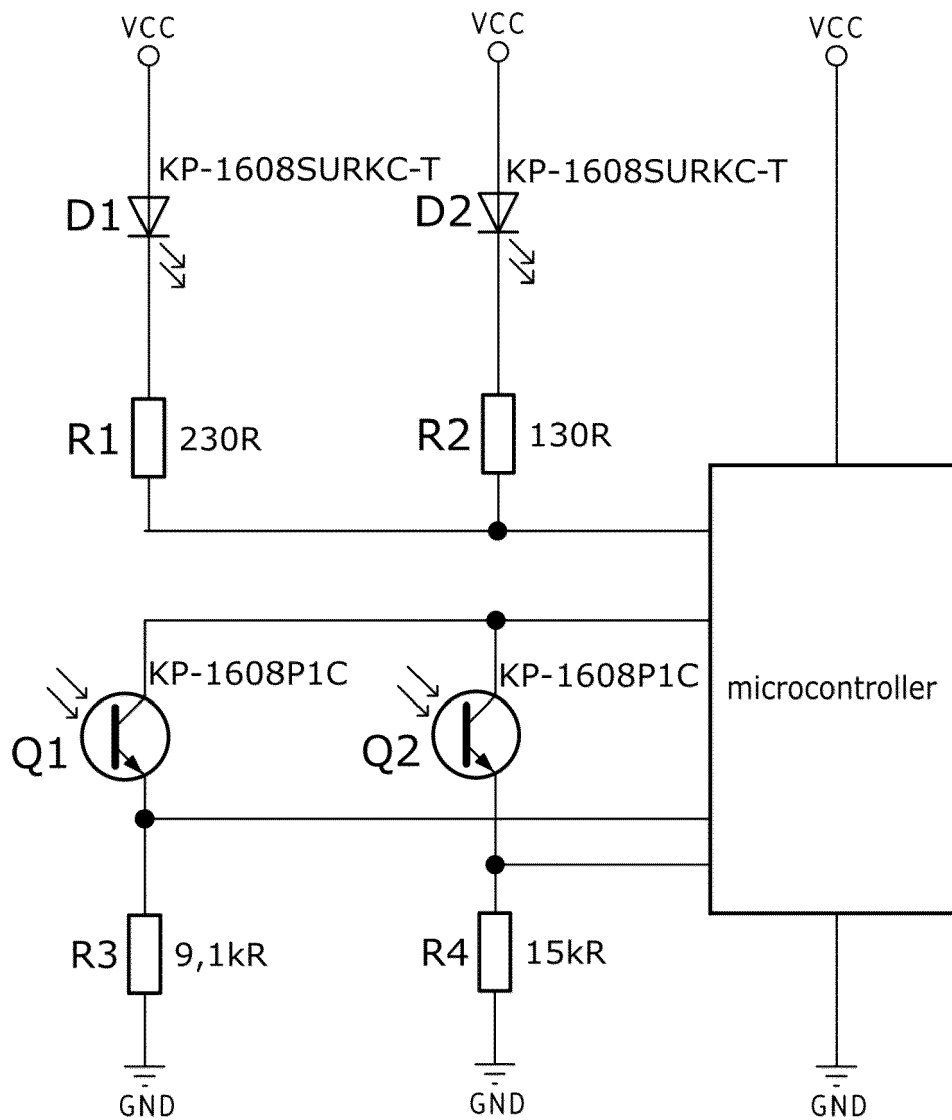 VCC
VCC
VCC
KP-1608SURKC-T
KP-1608SURKC-T
D1
D2
R1
230R
R2
130R
microcontroller
KP-1608P1C
KP-1608P1C
Q1
Q2
R3
9,1kR
R4
15kR
GND
GND
GND